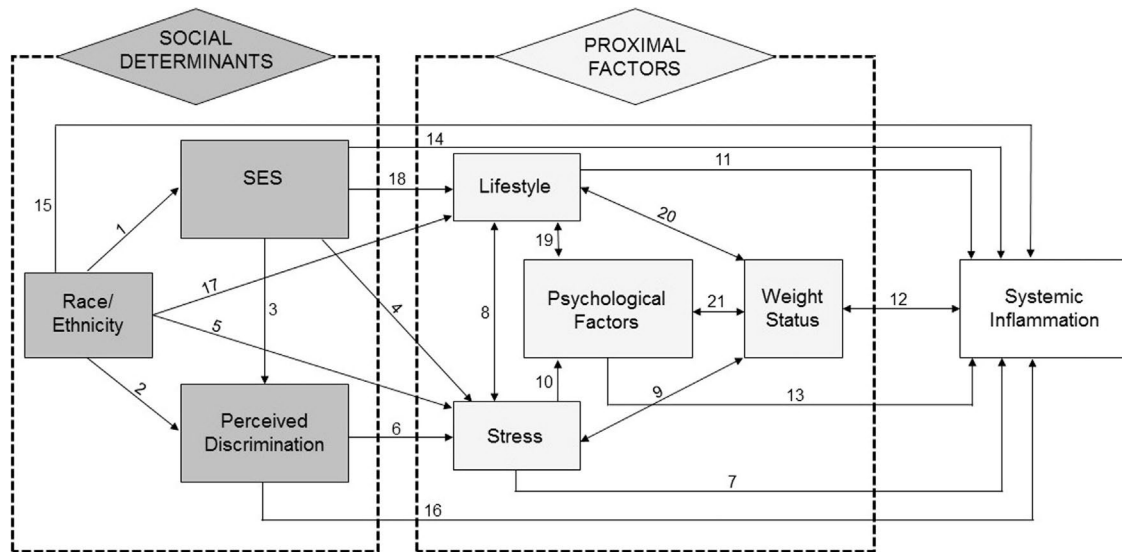 SOCIAL
DETERMINANTS
PROXIMAL
FACTORS
14
11
SES
18
Lifestyle
15
20
1
19
17
Race/
Ethnicity
3
4
8
Psychological
Factors
21
Weight
Status
12
Systemic
Inflammation
5
2
10
9
13
Perceived
Discrimination
6
Stress
7
16